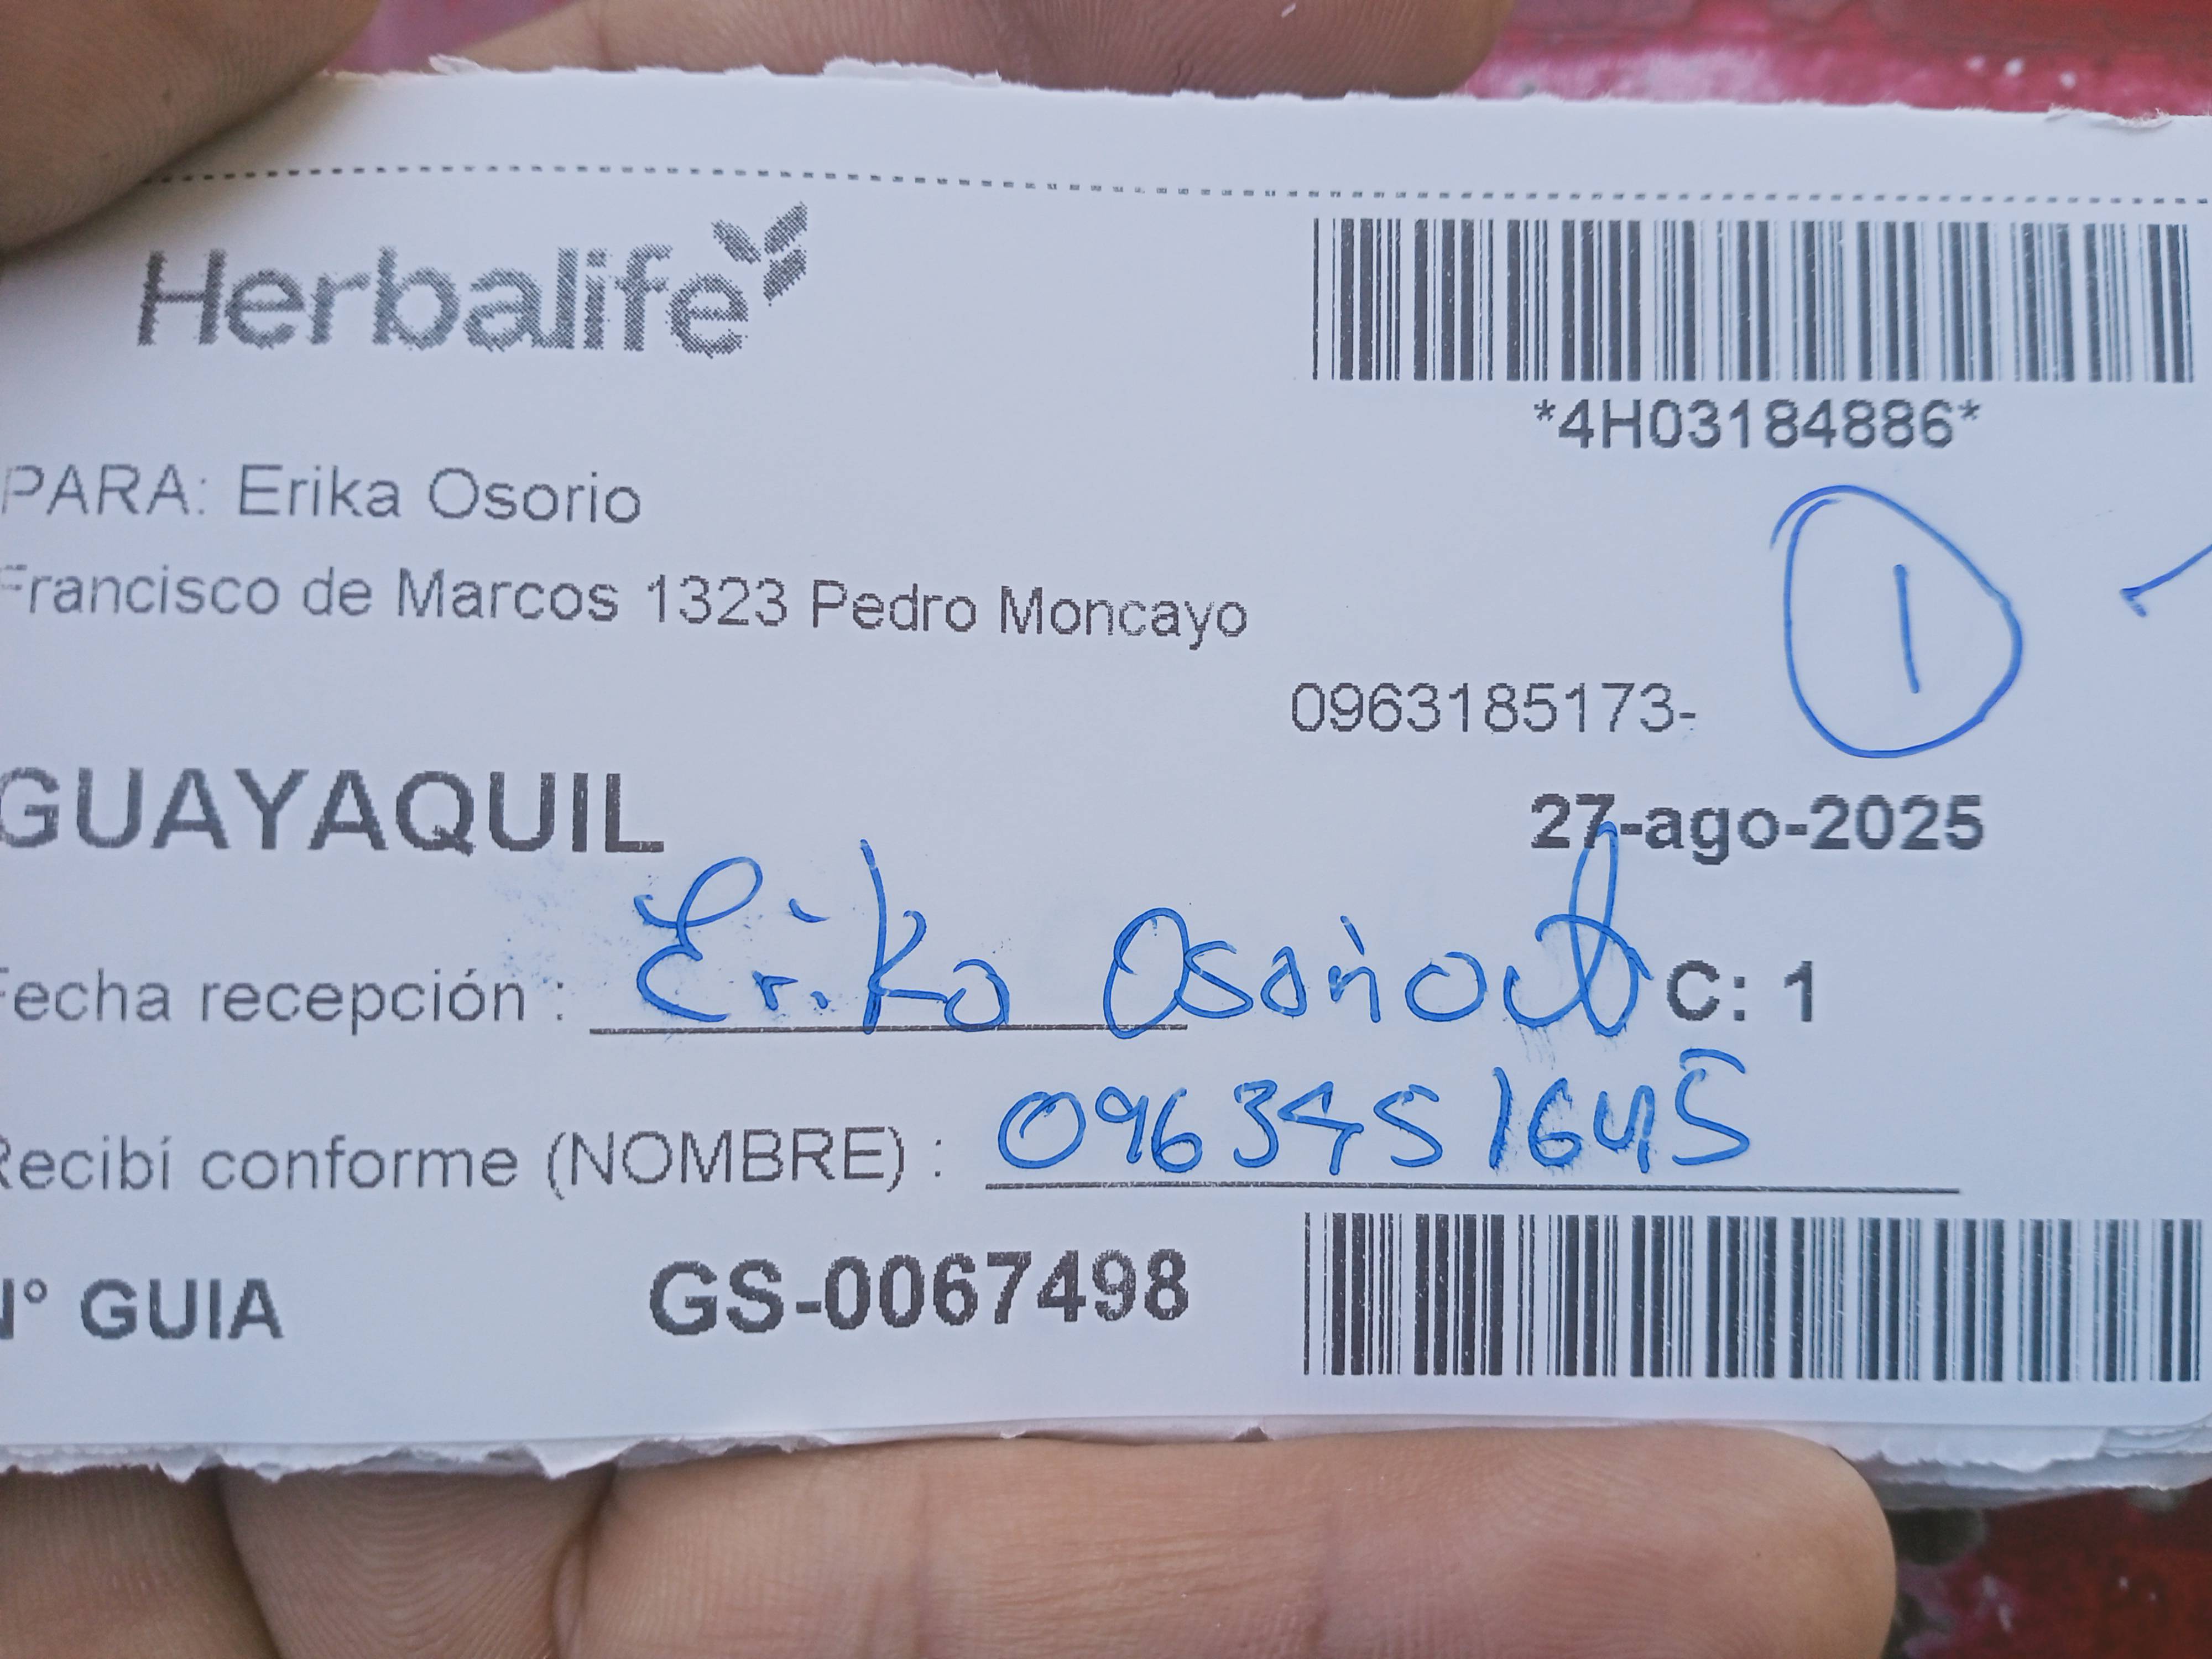 Herbalife
*4H03184886*
PARA: Erika Osorio
Francisco de Marcos 1323 Pedro Moncayo
1
0963185173-
GUAYAQUIL
27-ago-2025
Fecha recepción : Erika Osorio C: 1
Recibí conforme (NOMBRE) : 0963451645
N° GUIA GS-0067498